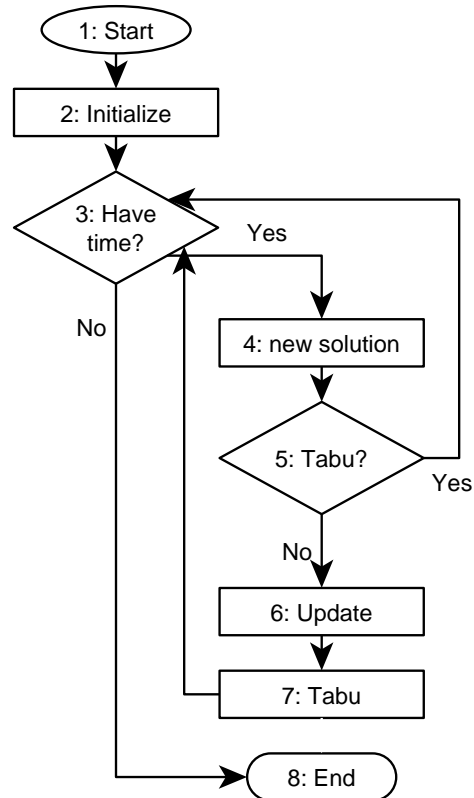 1: Start
2: Initialize
3: Have
time?
Yes
No
4: new solution
5: Tabu?
Yes
No
6: Update
7: Tabu
8: End